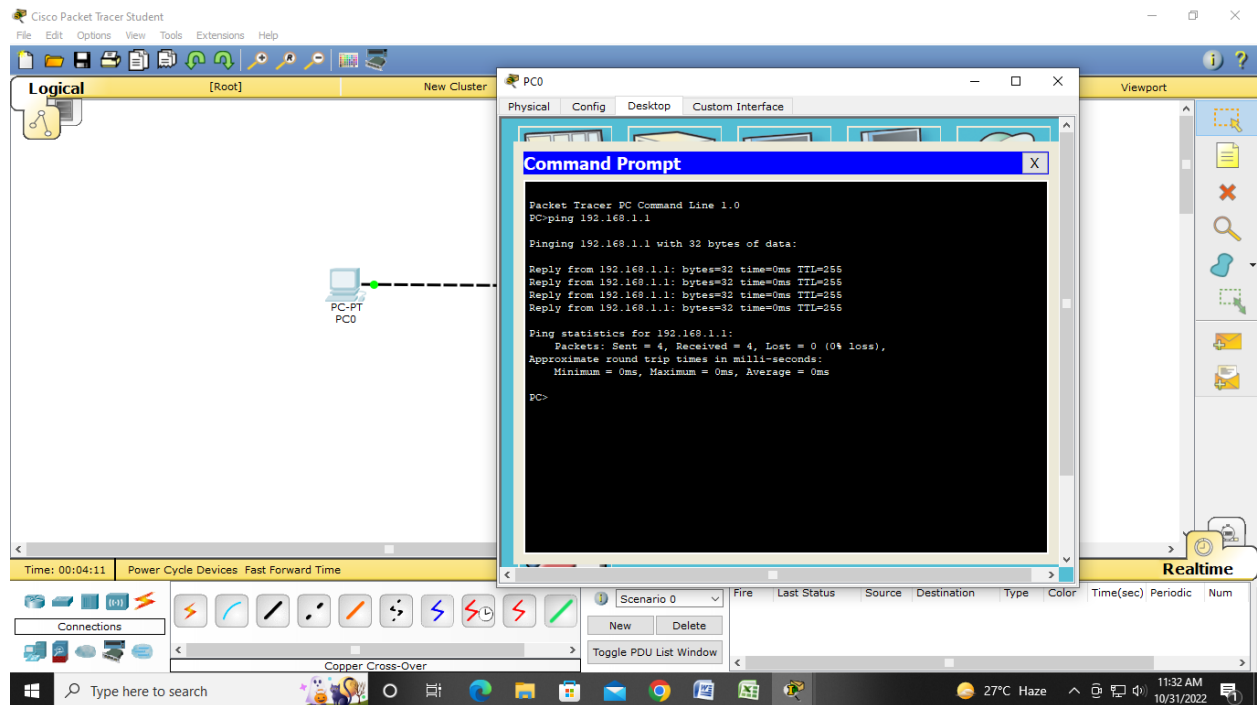 Cisco Packet Tracer Student
File Edit Options View Tools Extensions Help
Logical
[Root]
New Cluster
Viewport
PC0
Physical Config Desktop Custom Interface
Command Prompt
X
Packet Tracer PC Command Line 1.0
PC>ping 192.168.1.1
Pinging 192.168.1.1 with 32 bytes of data:
Reply from 192.168.1.1: bytes=32 time=0ms TTL=255
Reply from 192.168.1.1: bytes=32 time=0ms TTL=255
Reply from 192.168.1.1: bytes=32 time=0ms TTL=255
Reply from 192.168.1.1: bytes=32 time=0ms TTL=255
Ping statistics for 192.168.1.1:
Packets: Sent = 4, Received = 4, Lost = 0 (0% loss),
Approximate round trip times in milli-seconds:
Minimum = 0ms, Maximum = 0ms, Average = 0ms
PC>
PC-PT
PC0
Time: 00:04:11 Power Cycle Devices Fast Forward Time
Realtime
Connections
Copper Cross-Over
Scenario 0
New Delete
Toggle PDU List Window
Fire Last Status Source Destination Type Color Time(sec) Periodic Num
Type here to search
27°C Haze
11:32 AM
10/31/2022
1